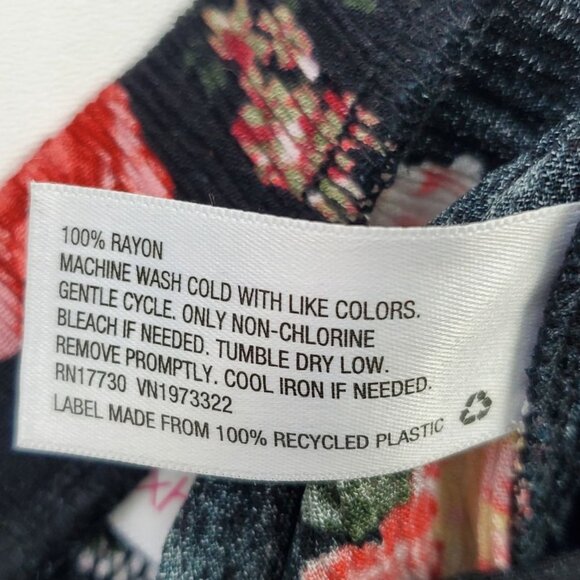 100% RAYON
MACHINE WASH COLD WITH LIKE COLORS.
GENTLE CYCLE. ONLY NON-CHLORINE
BLEACH IF NEEDED. TUMBLE DRY LOW.
REMOVE PROMPTLY. COOL IRON IF NEEDED.
RN17730 VN1973322
LABEL MADE FROM 100% RECYCLED PLASTIC